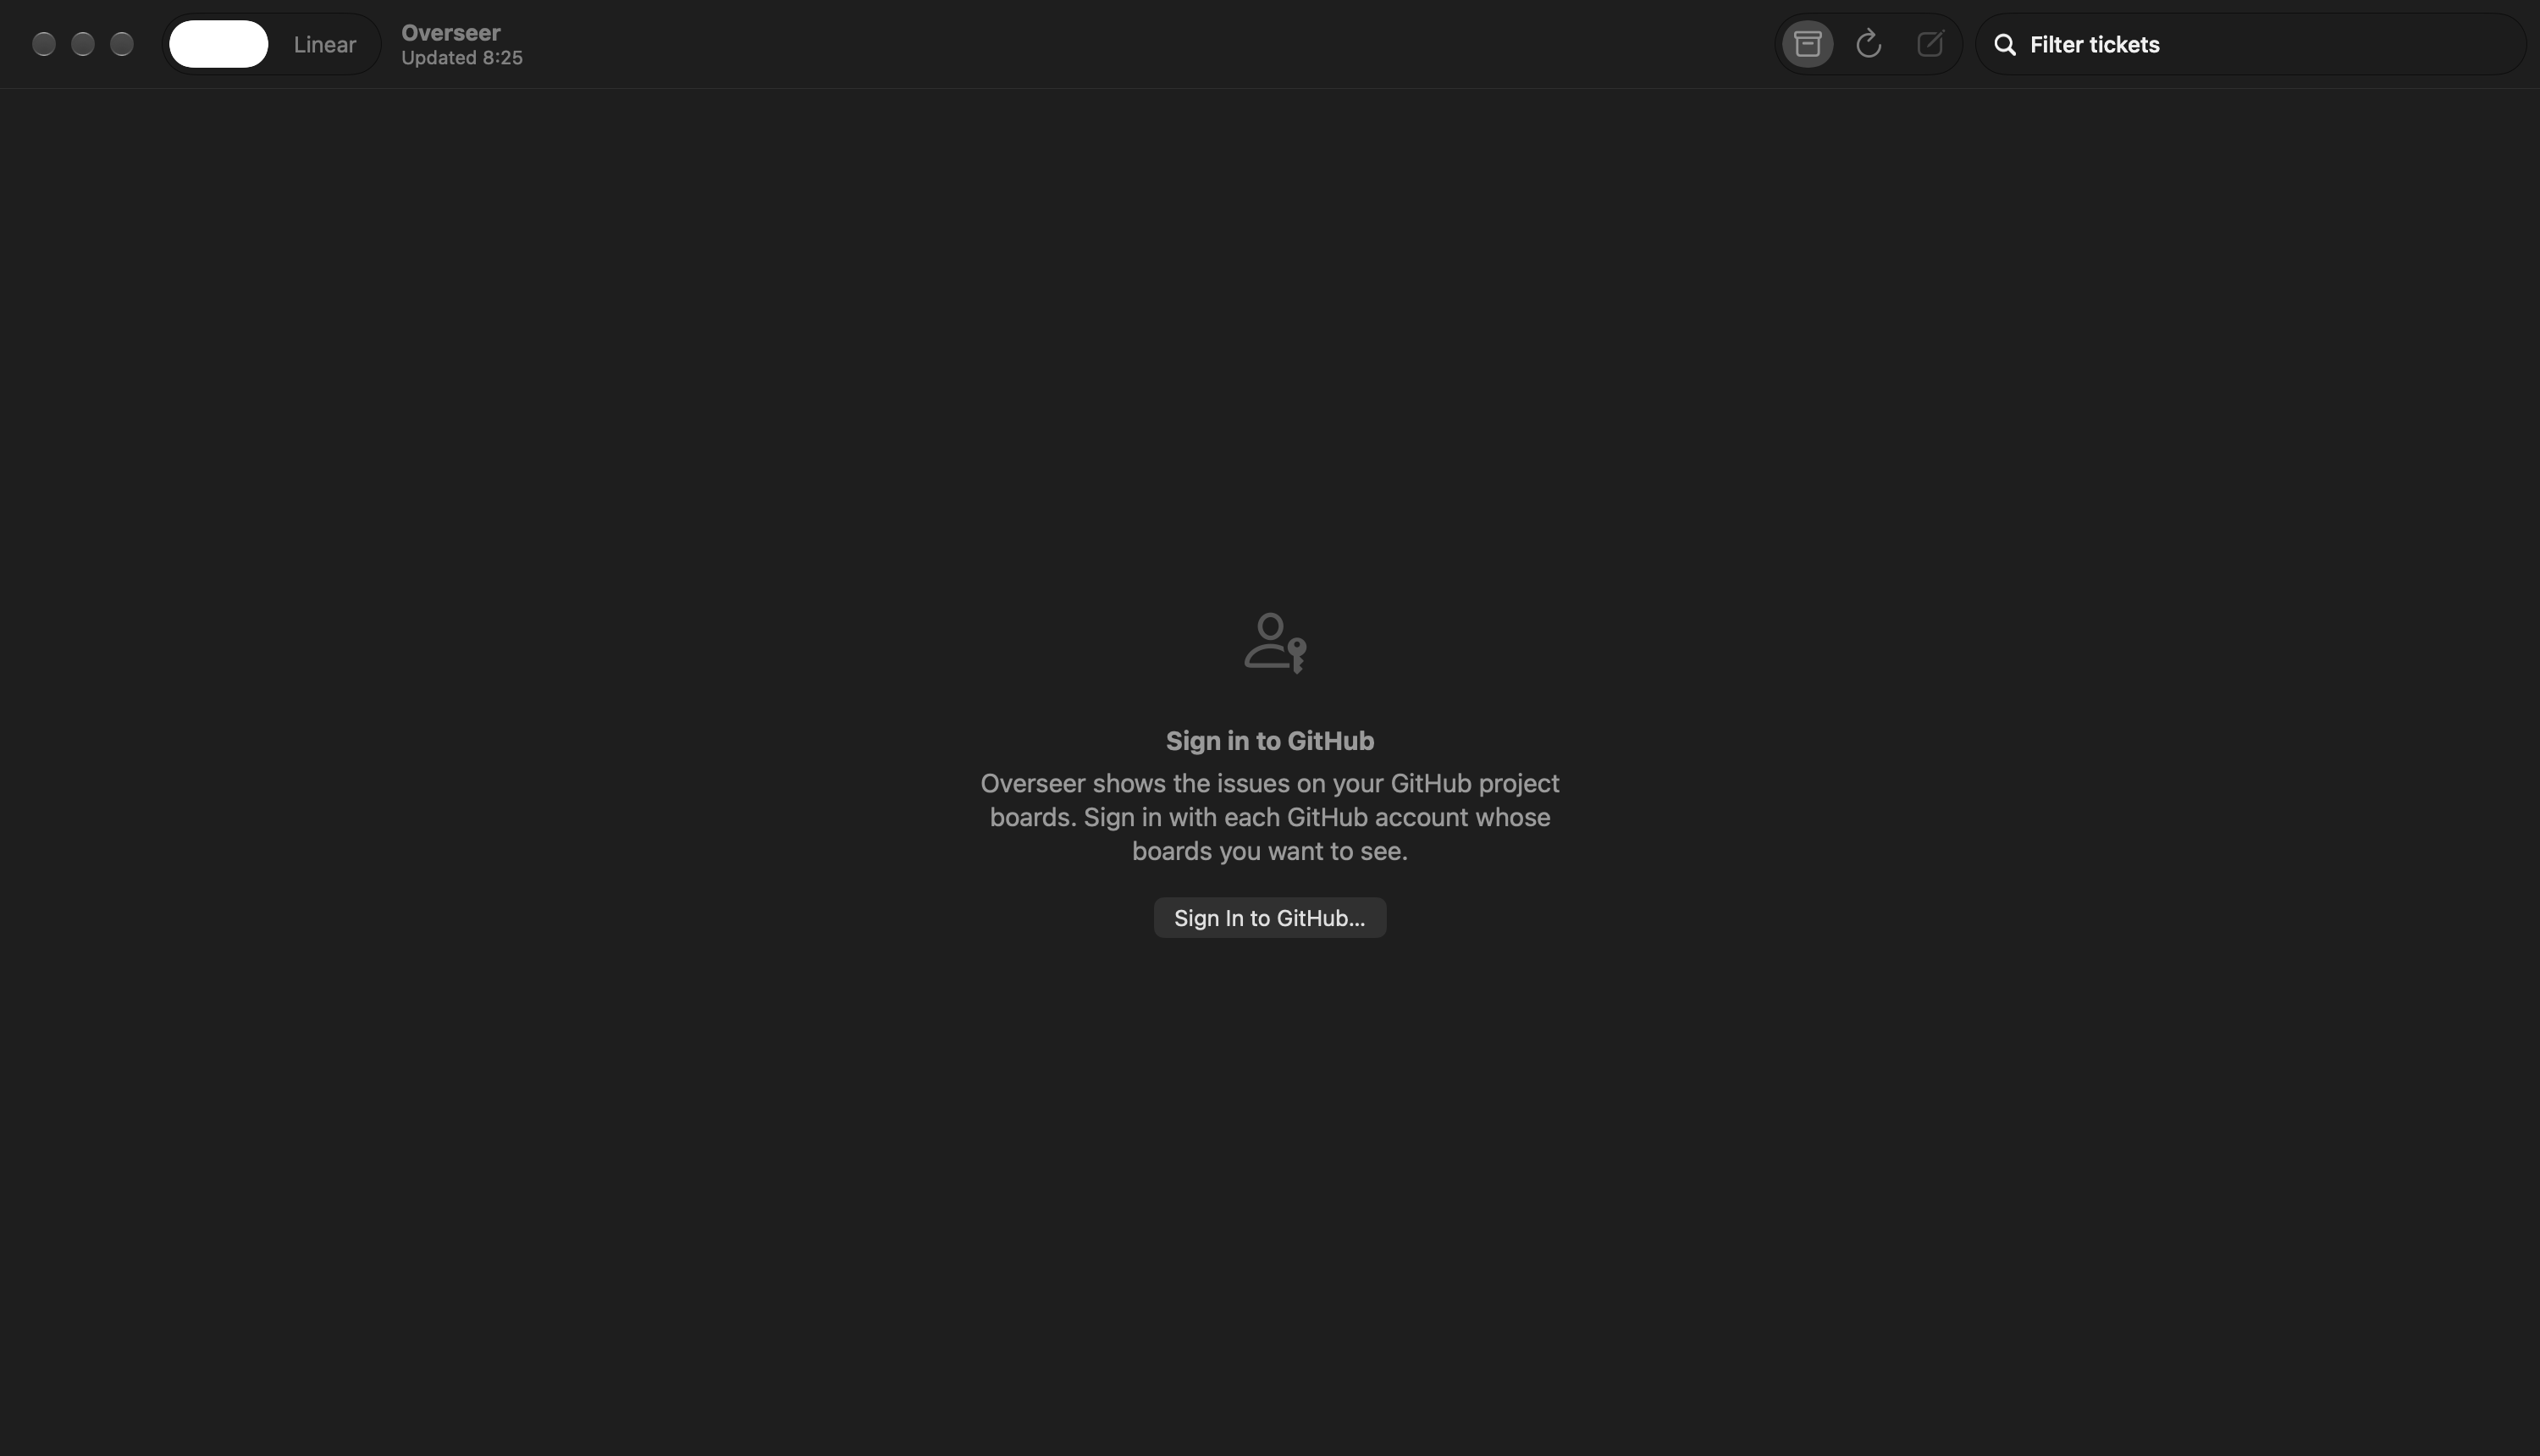 Linear
Overseer
Updated 8:25
Filter tickets
Sign in to GitHub
Overseer shows the issues on your GitHub project
boards. Sign in with each GitHub account whose
boards you want to see.
Sign In to GitHub...